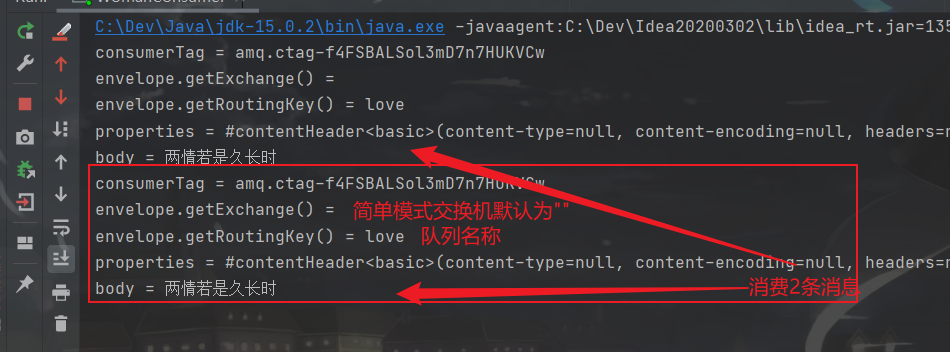 C:\Dev\Java\jdk-15.0.2\bin\java.exe -javaagent:C:\Dev\Idea20200302\lib\idea_rt.jar=135
consumerTag = amq.ctag-f4FSBALSol3mD7n7HUKVCw
envelope.getExchange() =
envelope.getRoutingKey() = love
properties = #contentHeader<basic>(content-type=null, content-encoding=null, headers=n
body = 两情若是久长时
consumerTag = amq.ctag-f4FSBALSol3mD7n7HUKVCw
envelope.getExchange() = 简单模式交换机默认为""
envelope.getRoutingKey() = love 队列名称
properties = #contentHeader<basic>(content-type=null, content-encoding=null, headers=n
body = 两情若是久长时 消费2条消息